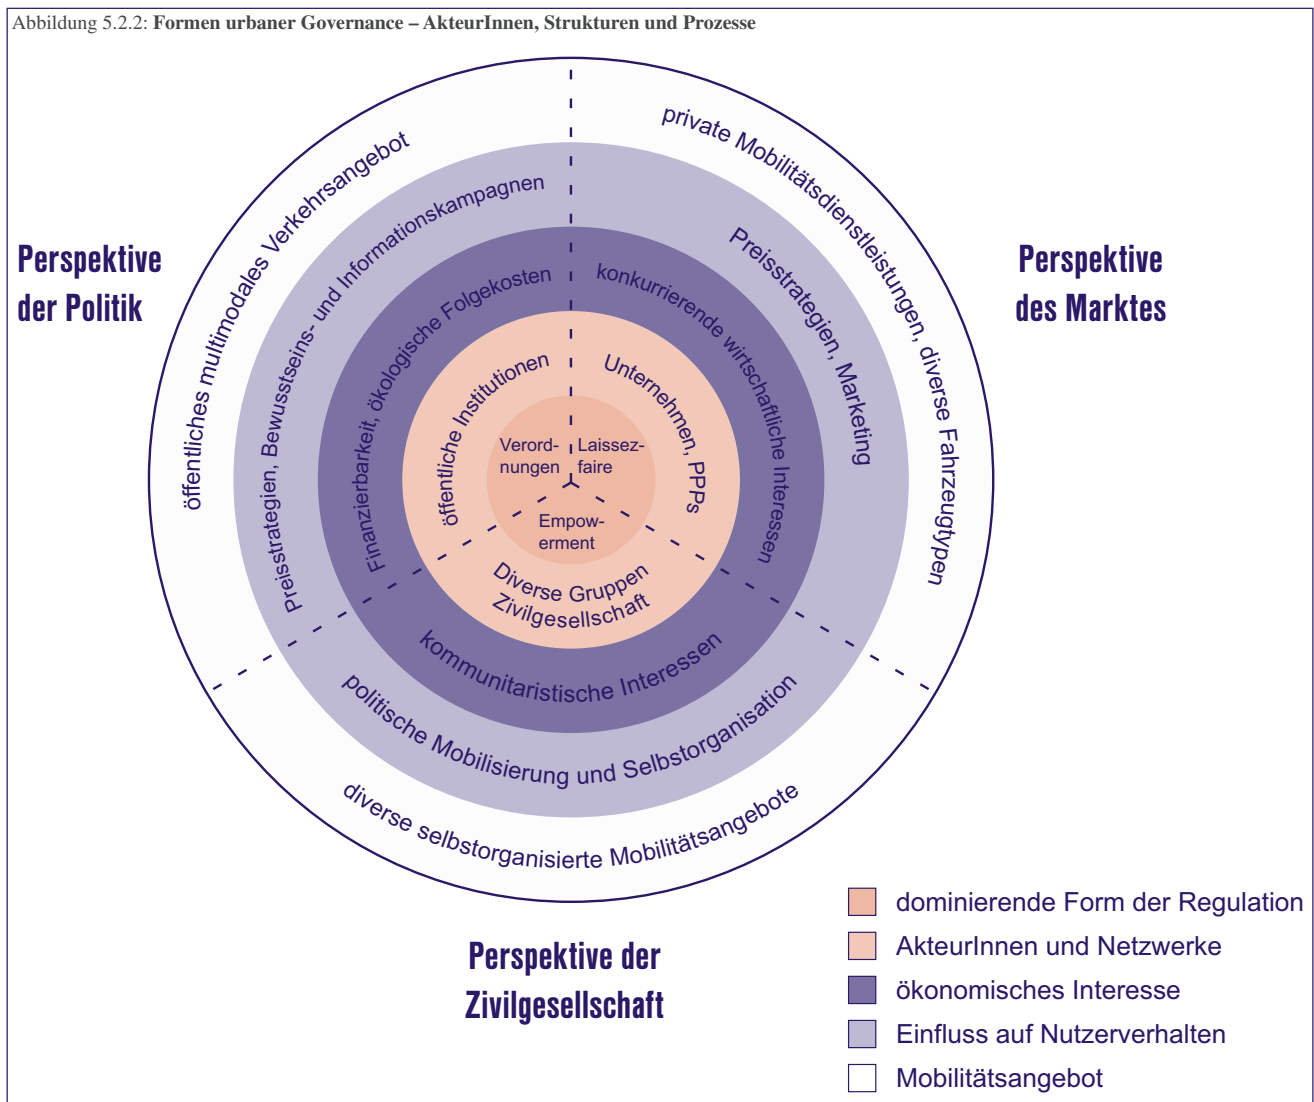 Abbildung 5.2.2: Formen urbaner Governance – AkteurInnen, Strukturen und Prozesse
Perspektive
der Politik
öffentliches multimodales Verkehrsangebot
Preisstrategien, Bewusstseins- und Informationskampagnen
Finanzierbarkeit, ökologische Folgekosten
öffentliche Institutionen
Verord-
nungen
Perspektive
des Marktes
private Mobilitätsdienstleistungen, diverse Fahrzeugtypen
Preisstrategien, Marketing
konkurrierende wirtschaftliche Interessen
Unternehmen, PPPs
Laissez-
faire
Empow-
erment
Diverse Gruppen
Zivilgesellschaft
kommunitaristische Interessen
politische Mobilisierung und Selbstorganisation
diverse selbstorganisierte Mobilitätsangebote
Perspektive der
Zivilgesellschaft
dominierende Form der Regulation
AkteurInnen und Netzwerke
ökonomisches Interesse
Einfluss auf Nutzerverhalten
Mobilitätsangebot